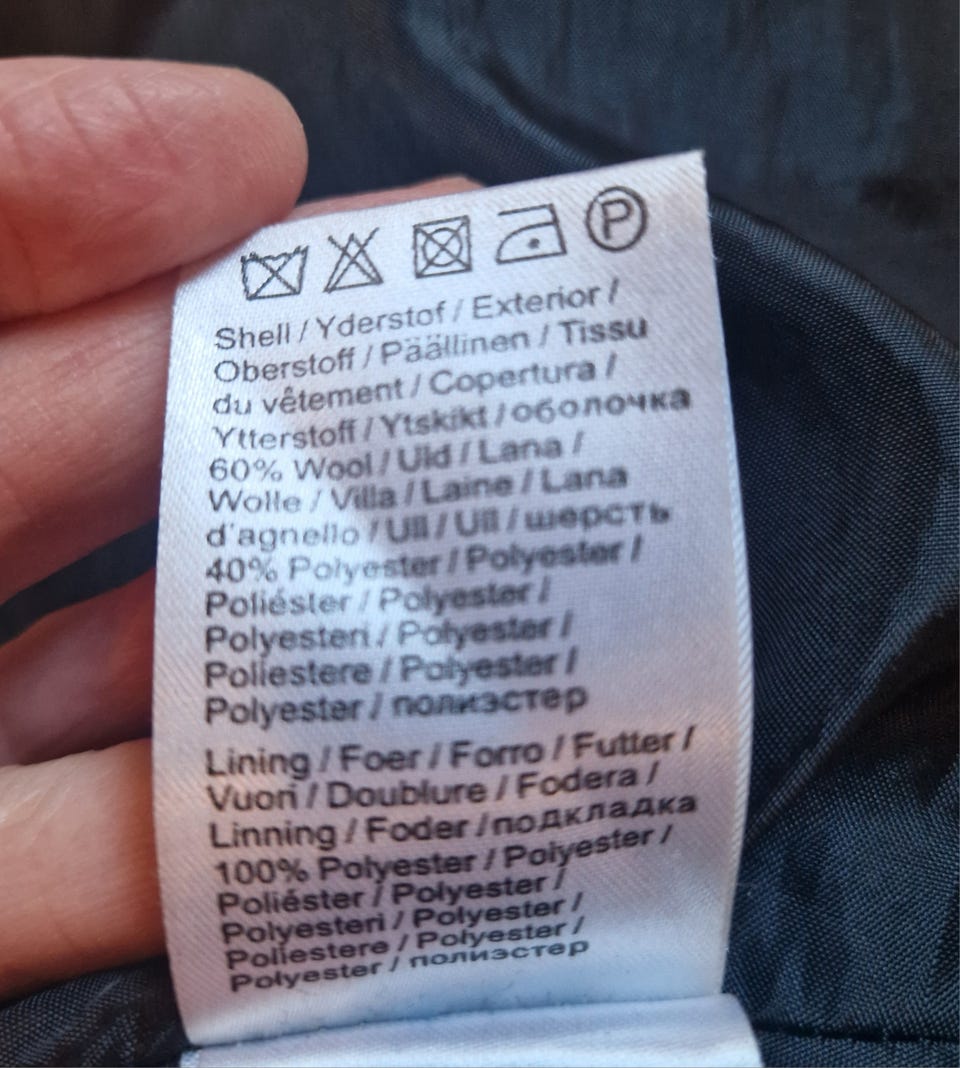 P
Shell / Yderstof / Exterior /
Oberstoff / Päällinen / Tissu
du vêtement / Copertura /
Ytterstoff / Ytskikt / оболочка
60% Wool / Uld / Lana /
Wolle / Villa / Laine / Lana
d'agnello / Ull / Ull / шерсть
40% Polyester / Polyester /
Poliéster / Polyester /
Polyesteri / Polyester /
Poliestere / Polyester /
Polyester / полиэстер
Lining / Foer / Forro / Futter /
Vuori / Doublure / Fodera /
Linning / Foder / подкладка
100% Polyester / Polyester /
Poliéster / Polyester /
Polyesteri / Polyester /
Poliestere / Polyester /
Polyester / полиэстер